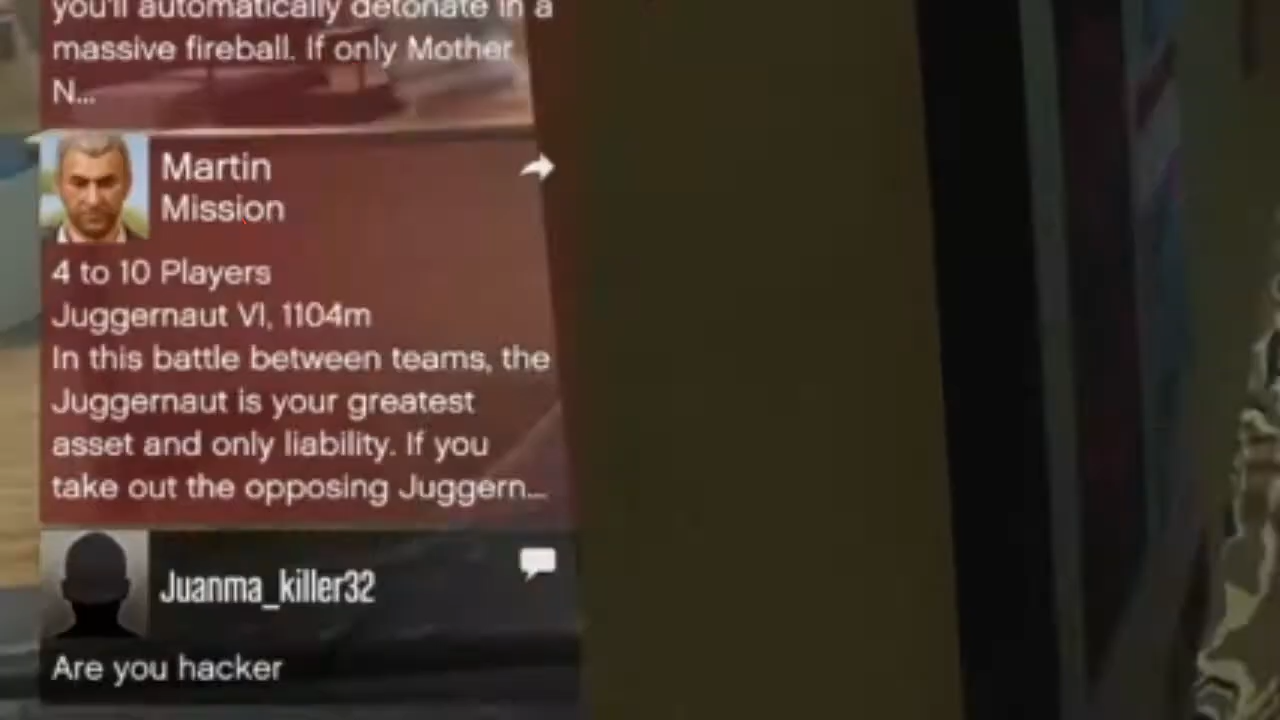 you'll automatically detonate in a
massive fireball. If only Mother
N...
Martin
Mission
4 to 10 Players
Juggernaut VI, 1104m
In this battle between teams, the
Juggernaut is your greatest
asset and only liability. If you
take out the opposing Juggern...
Juanma_killer32
Are you hacker